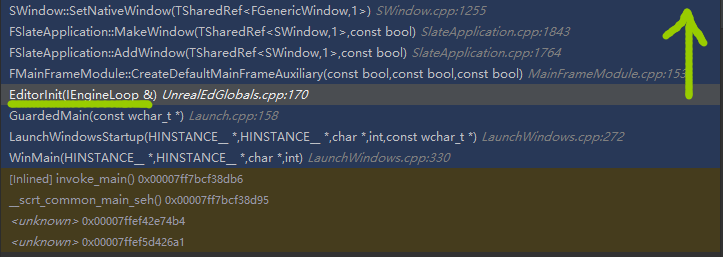 SWindow::SetNativeWindow(TSharedRef<FGenericWindow,1>) SWindow.cpp:1255
FSlateApplication::MakeWindow(TSharedRef<SWindow,1>,const bool) SlateApplication.cpp:1843
FSlateApplication::AddWindow(TSharedRef<SWindow,1>,const bool) SlateApplication.cpp:1764
FMainFrameModule::CreateDefaultMainFrameAuxiliary(const bool,const bool,const bool) MainFrameModule.cpp:153
EditorInit(IEngineLoop &) UnrealEdGlobals.cpp:170
GuardedMain(const wchar_t *) Launch.cpp:158
LaunchWindowsStartup(HINSTANCE__ *,HINSTANCE__ *,char *,int,const wchar_t *) LaunchWindows.cpp:272
WinMain(HINSTANCE__ *,HINSTANCE__ *,char *,int) LaunchWindows.cpp:330
[Inlined] invoke_main() 0x00007ff7bcf38db6
__scrt_common_main_seh() 0x00007ff7bcf38d95
<unknown> 0x00007ffef42e74b4
<unknown> 0x00007ffef5d426a1